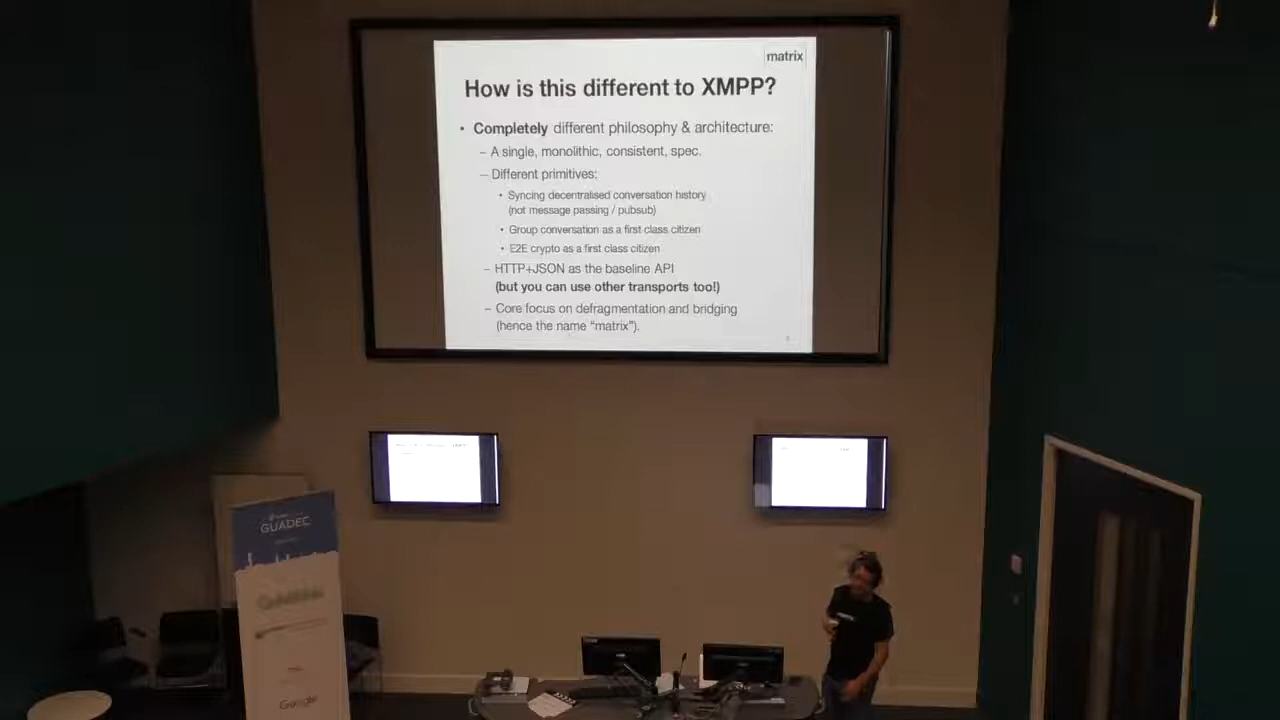 matrix
How is this different to XMPP?
• Completely different philosophy & architecture:
– A single, monolithic, consistent, spec.
– Different primitives:
• Syncing decentralised conversation history
(not message passing / pubsub)
• Group conversation as a first class citizen
• E2E crypto as a first class citizen
– HTTP+JSON as the baseline API
(but you can use other transports too!)
– Core focus on defragmentation and bridging
(hence the name “matrix”).
GUADEC
Google